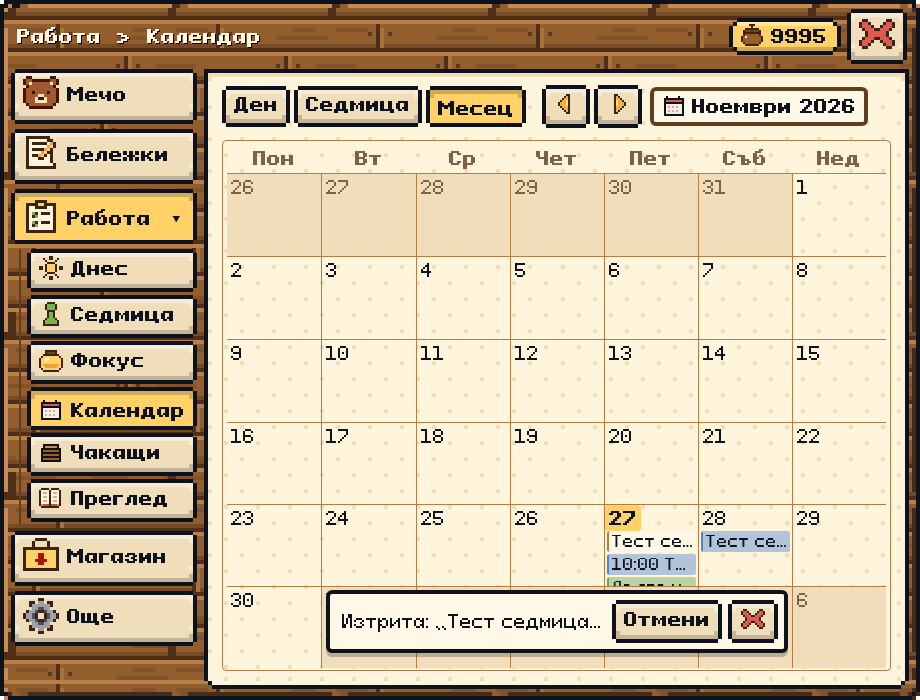 Работа > Календар
9995
Мечо
Бележки
Работа
Днес
Седмица
Фокус
Календар
Чакащи
Преглед
Магазин
Още
Ден Седмица Месец Ноември 2026
Пон Вт Ср Чет Пет Съб Нед
26 27 28 29 30 31 1
2 3 4 5 6 7 8
9 10 11 12 13 14 15
16 17 18 19 20 21 22
23 24 25 26 27 28 29
Тест се... Тест се...
10:00 Т...
30 6
Изтрита: „Тест седмица... Отмени